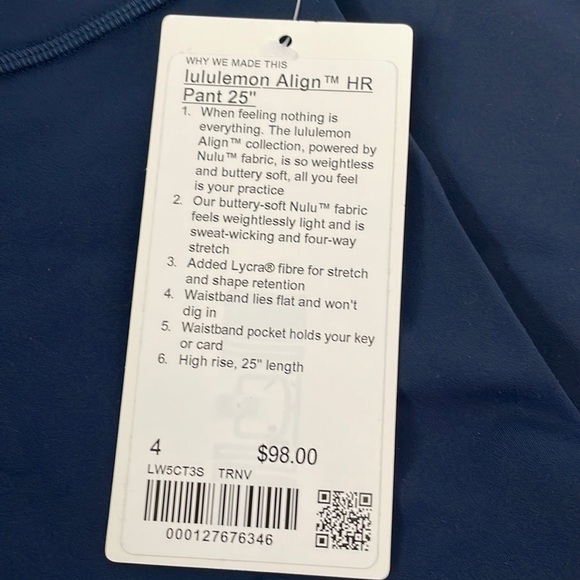 WHY WE MADE THIS
lululemon Align™ HR
Pant 25"
1. When feeling nothing is
everything. The lululemon
Align™ collection, powered by
Nulu™ fabric, is so weightless
and buttery soft, all you feel
is your practice
2. Our buttery-soft Nulu™ fabric
feels weightlessly light and is
sweat-wicking and four-way
stretch
3. Added Lycra® fibre for stretch
and shape retention
4. Waistband lies flat and won't
dig in
5. Waistband pocket holds your key
or card
6. High rise, 25" length
4 $98.00
LW5CT3S TRNV
000127676346